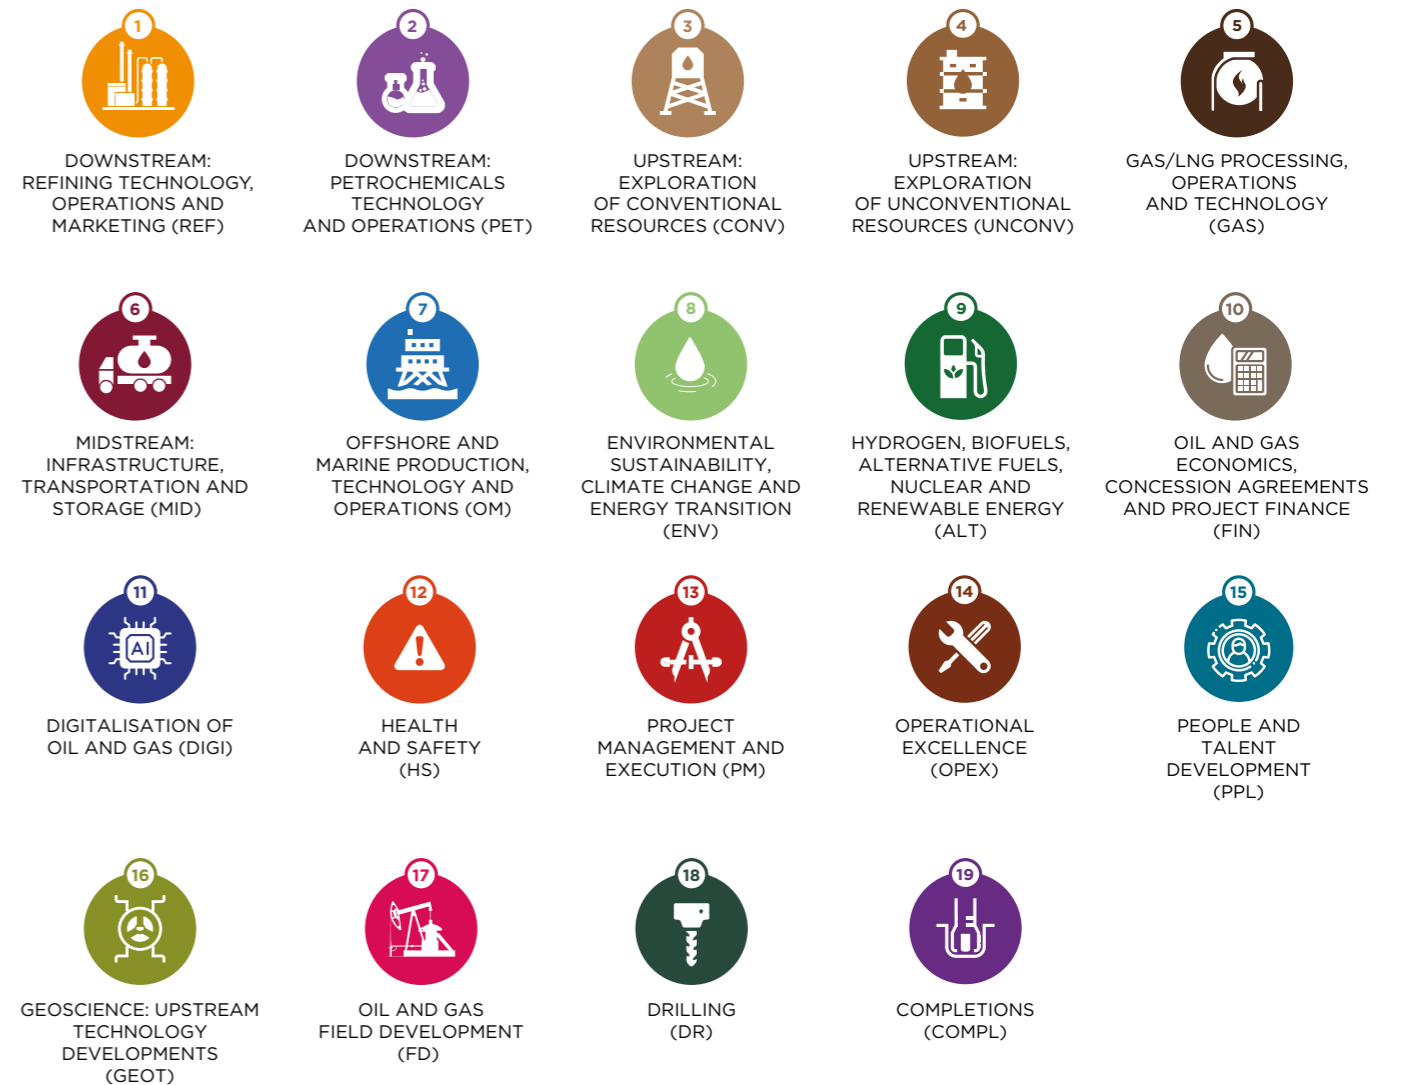 1
DOWNSTREAM:
REFINING TECHNOLOGY,
OPERATIONS AND
MARKETING (REF)
2
DOWNSTREAM:
PETROCHEMICALS
TECHNOLOGY
AND OPERATIONS (PET)
3
UPSTREAM:
EXPLORATION
OF CONVENTIONAL
RESOURCES (CONV)
4
UPSTREAM:
EXPLORATION
OF UNCONVENTIONAL
RESOURCES (UNCONV)
5
GAS/LNG PROCESSING,
OPERATIONS
AND TECHNOLOGY
(GAS)
6
MIDSTREAM:
INFRASTRUCTURE,
TRANSPORTATION AND
STORAGE (MID)
7
OFFSHORE AND
MARINE PRODUCTION,
TECHNOLOGY AND
OPERATIONS (OM)
8
ENVIRONMENTAL
SUSTAINABILITY,
CLIMATE CHANGE AND
ENERGY TRANSITION
(ENV)
9
HYDROGEN, BIOFUELS,
ALTERNATIVE FUELS,
NUCLEAR AND
RENEWABLE ENERGY
(ALT)
10
OIL AND GAS
ECONOMICS,
CONCESSION AGREEMENTS
AND PROJECT FINANCE
(FIN)
11
AI
DIGITALISATION OF
OIL AND GAS (DIGI)
12
HEALTH
AND SAFETY
(HS)
13
PROJECT
MANAGEMENT AND
EXECUTION (PM)
14
OPERATIONAL
EXCELLENCE
(OPEX)
15
PEOPLE AND
TALENT
DEVELOPMENT
(PPL)
16
GEOSCIENCE: UPSTREAM
TECHNOLOGY
DEVELOPMENTS
(GEOT)
17
OIL AND GAS
FIELD DEVELOPMENT
(FD)
18
DRILLING
(DR)
19
COMPLETIONS
(COMPL)